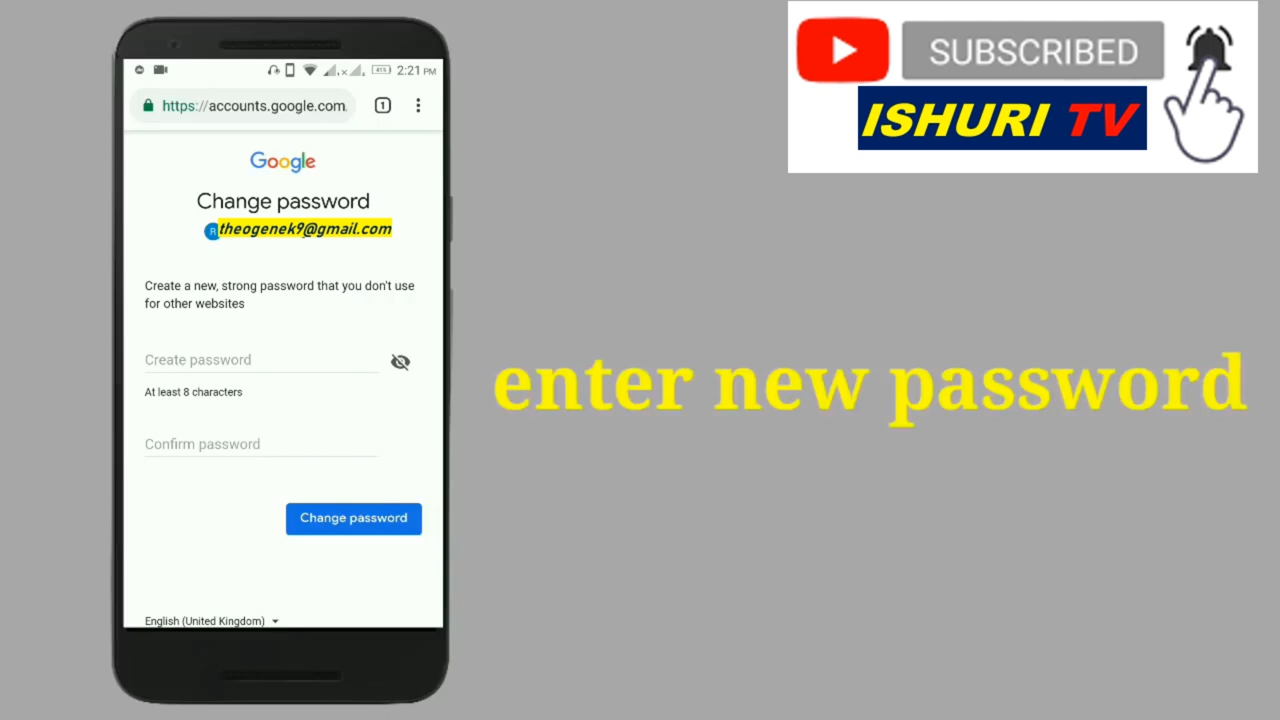 2:21 PM
https://accounts.google.com.
1
Google
Change password
R
theogenek9@gmail.com
Create a new, strong password that you don't use
for other websites
Create password
At least 8 characters
Confirm password
Change password
English (United Kingdom)
SUBSCRIBED
ISHURI TV
enter new password